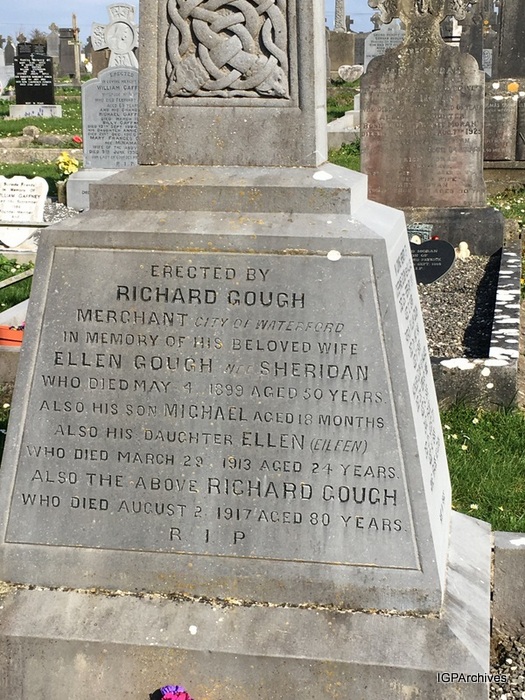 ERECTED BY
RICHARD GOUGH
MERCHANT CITY OF WATERFORD
IN MEMORY OF HIS BELOVED WIFE
ELLEN GOUGH NEE SHERIDAN
WHO DIED MAY 4 1899 AGED 50 YEARS
ALSO HIS SON MICHAEL AGED 18 MONTHS
ALSO HIS DAUGHTER ELLEN (EILEEN)
WHO DIED MARCH 29 1913 AGED 24 YEARS.
ALSO THE ABOVE RICHARD GOUGH
WHO DIED AUGUST 2 1917 AGED 80 YEARS.
R I P
IGPArchives